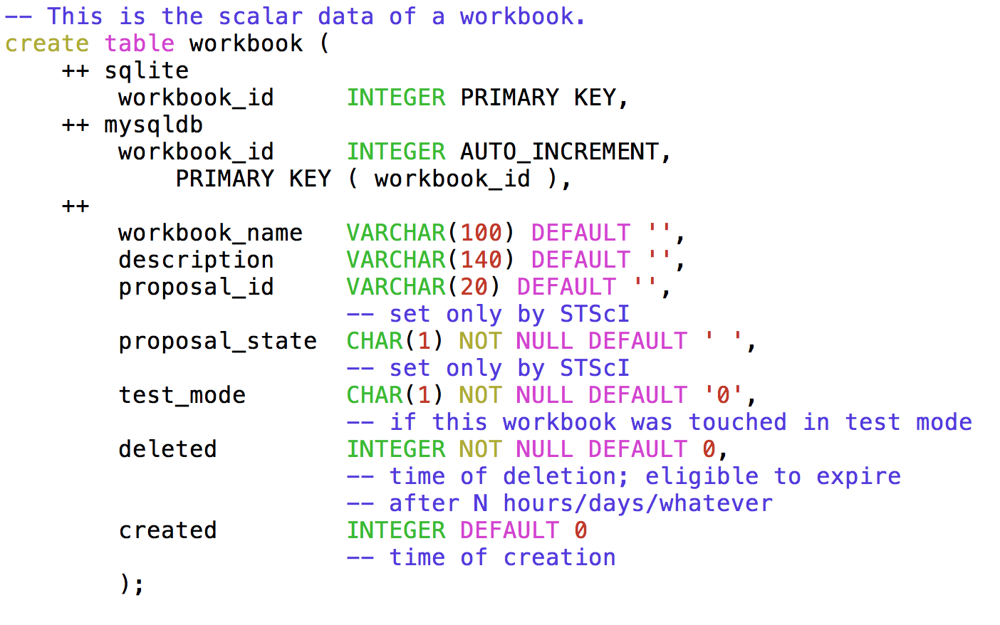 -- This is the scalar data of a workbook.
create table workbook (
    ++ sqlite
        workbook_id     INTEGER PRIMARY KEY,
    ++ mysqldb
        workbook_id     INTEGER AUTO_INCREMENT,
            PRIMARY KEY ( workbook_id ),
    ++
        workbook_name   VARCHAR(100) DEFAULT '',
        description     VARCHAR(140) DEFAULT '',
        proposal_id     VARCHAR(20) DEFAULT '',
                        -- set only by STScI
        proposal_state  CHAR(1) NOT NULL DEFAULT ' ',
                        -- set only by STScI
        test_mode       CHAR(1) NOT NULL DEFAULT '0',
                        -- if this workbook was touched in test mode
        deleted         INTEGER NOT NULL DEFAULT 0,
                        -- time of deletion; eligible to expire
                        -- after N hours/days/whatever
        created         INTEGER DEFAULT 0
                        -- time of creation
        );